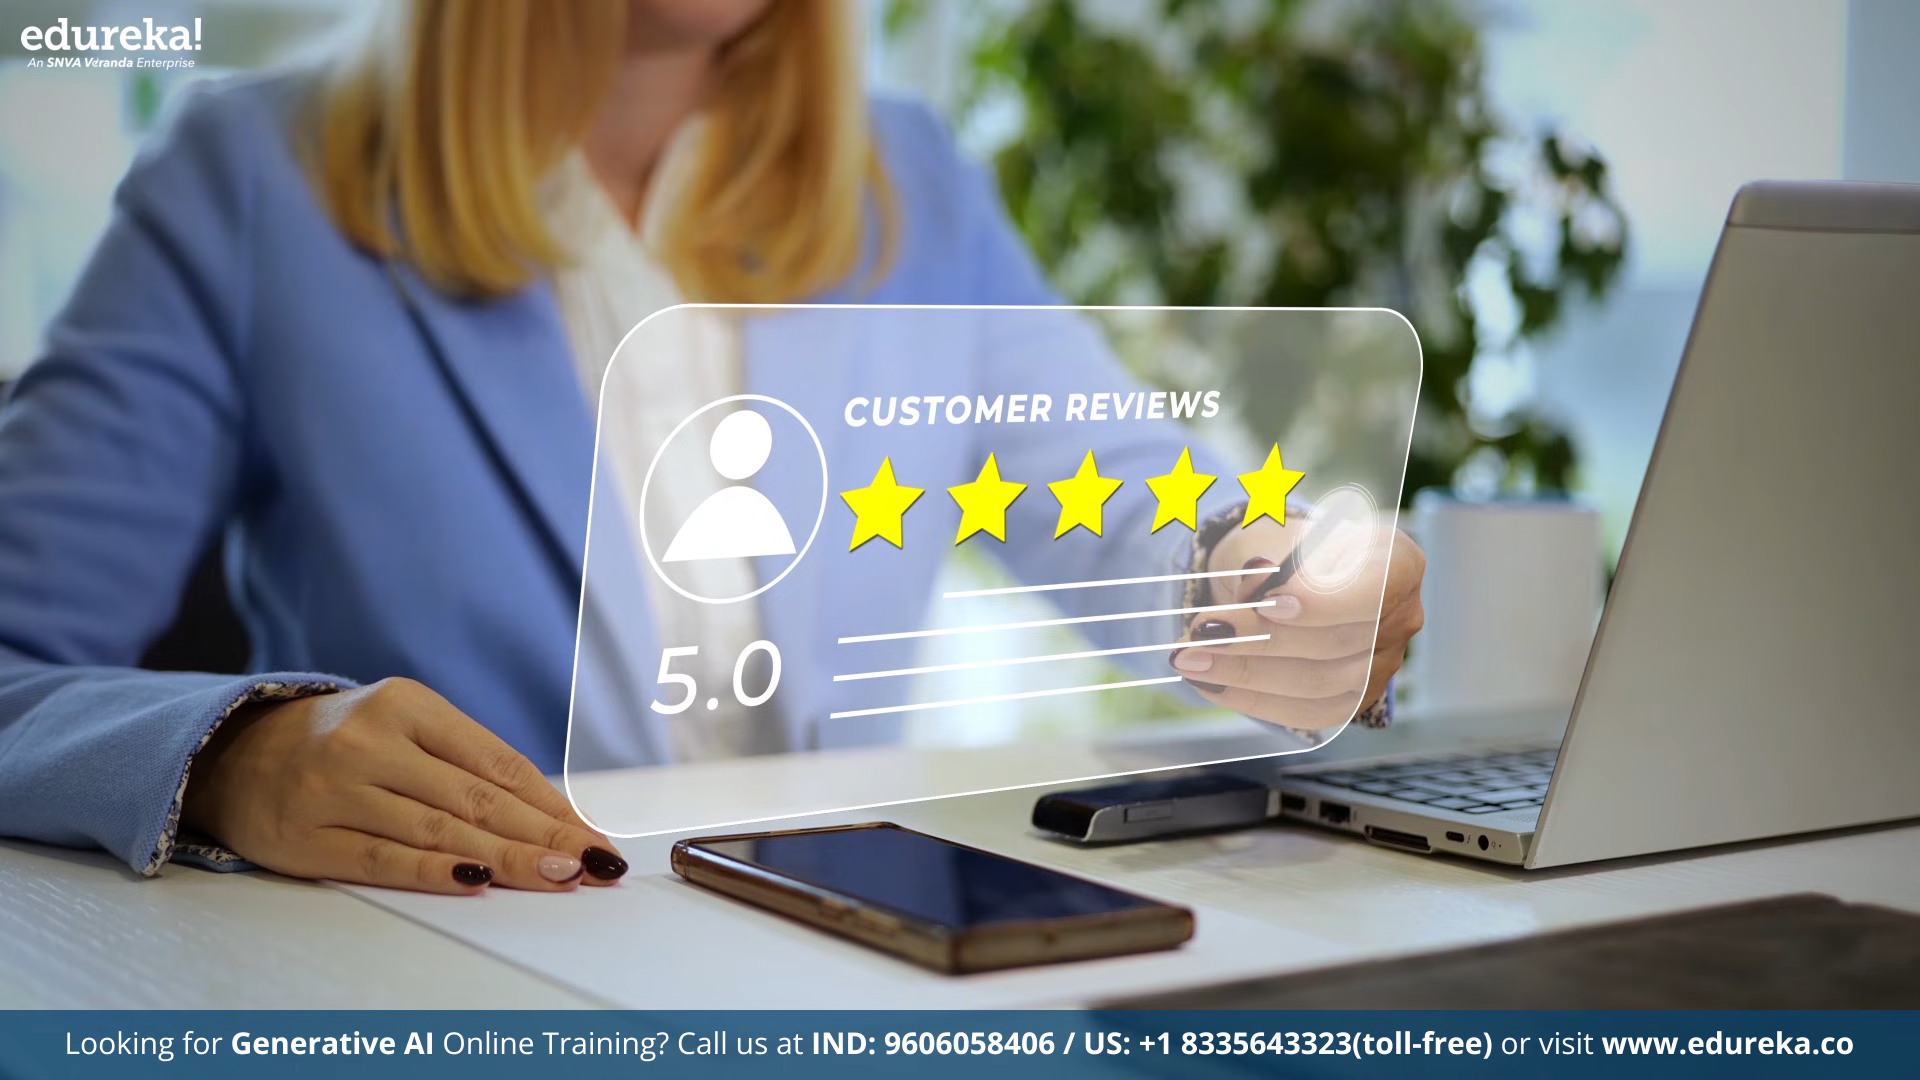 edureka!
An SNVA Veranda Enterprise
CUSTOMER REVIEWS
5.0
Looking for Generative AI Online Training? Call us at IND: 9606058406 / US: +1 8335643323(toll-free) or visit www.edureka.co